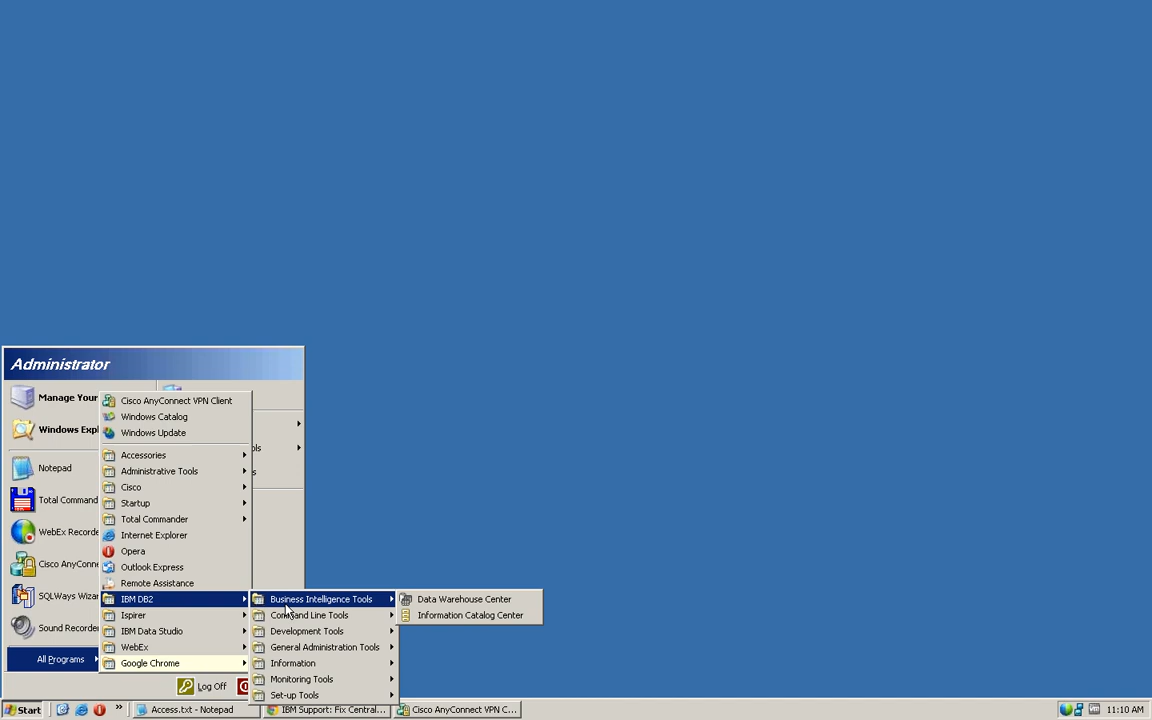 Administrator
Manage Your
Windows Expl
Notepad
Total Command
WebEx Recorde
Cisco AnyConne
SQLWays Wizar
Sound Recorder
All Programs
Log Off
Cisco AnyConnect VPN Client
Windows Catalog
Windows Update
Accessories
Administrative Tools
Cisco
Startup
Total Commander
Internet Explorer
Opera
Outlook Express
Remote Assistance
IBM DB2
Ispirer
IBM Data Studio
WebEx
Google Chrome
Business Intelligence Tools
Command Line Tools
Development Tools
General Administration Tools
Information
Monitoring Tools
Set-up Tools
Data Warehouse Center
Information Catalog Center
Start
Access.txt - Notepad
IBM Support: Fix Central...
Cisco AnyConnect VPN C...
11:10 AM